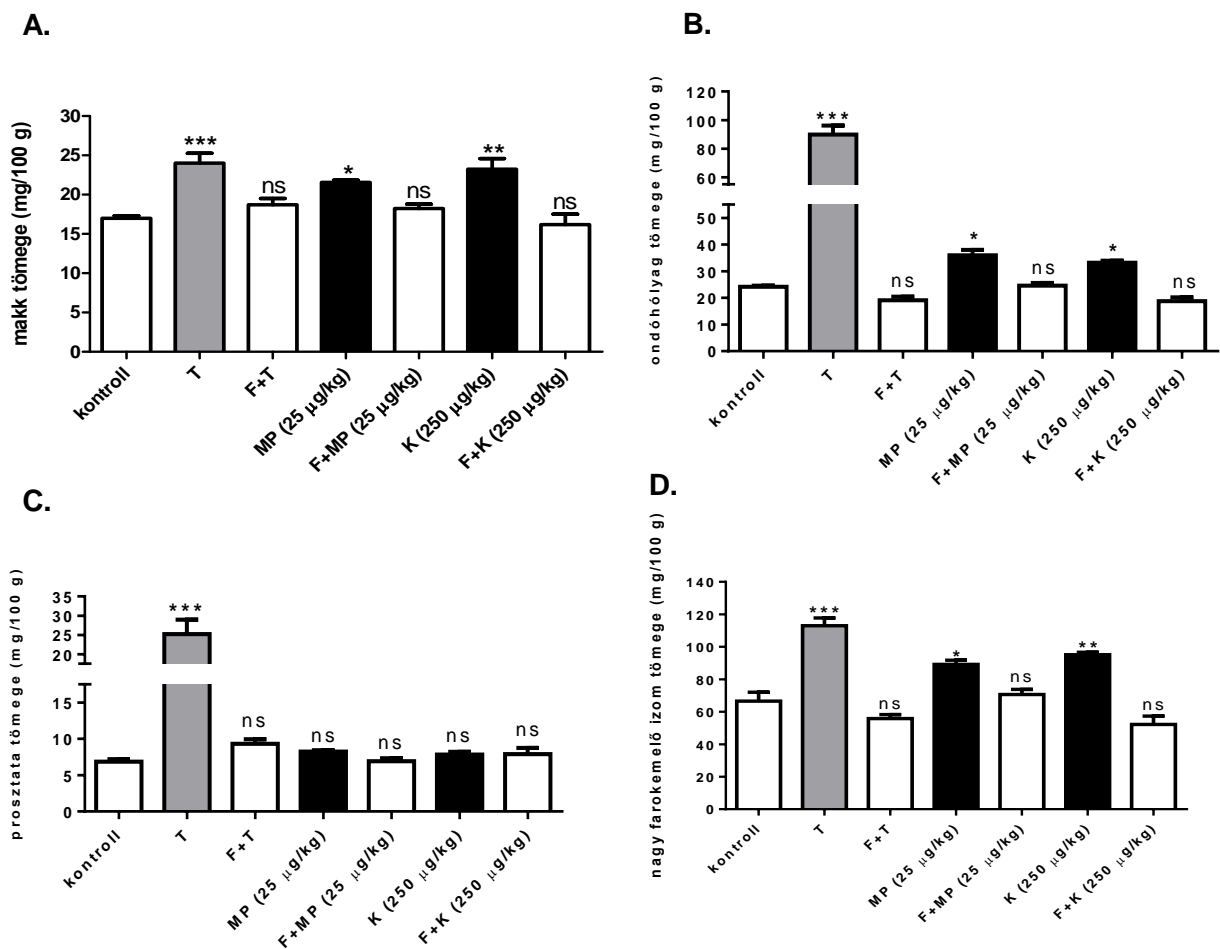 A.
makk tömege (mg/100 g)
30
25
20
15
10
5
0
***
ns
*
ns
**
ns
kontroll
T
F+T
MP (25 µg/kg)
F+MP (25 µg/kg)
K (250 µg/kg)
F+K (250 µg/kg)
B.
ondóhólyag tömege (mg/100 g)
120
100
80
60
50
40
30
20
10
0
***
ns
*
ns
*
ns
kontroll
T
F+T
MP (25 µg/kg)
F+MP (25 µg/kg)
K (250 µg/kg)
F+K (250 µg/kg)
C.
prosztata tömege (mg/100 g)
35
30
25
20
15
10
5
0
***
ns
ns
ns
ns
ns
kontroll
T
F+T
MP (25 µg/kg)
F+MP (25 µg/kg)
K (250 µg/kg)
F+K (250 µg/kg)
D.
nagy farokemelő izom tömege (mg/100 g)
140
120
100
80
60
40
20
0
***
ns
*
ns
**
ns
kontroll
T
F+T
MP (25 µg/kg)
F+MP (25 µg/kg)
K (250 µg/kg)
F+K (250 µg/kg)